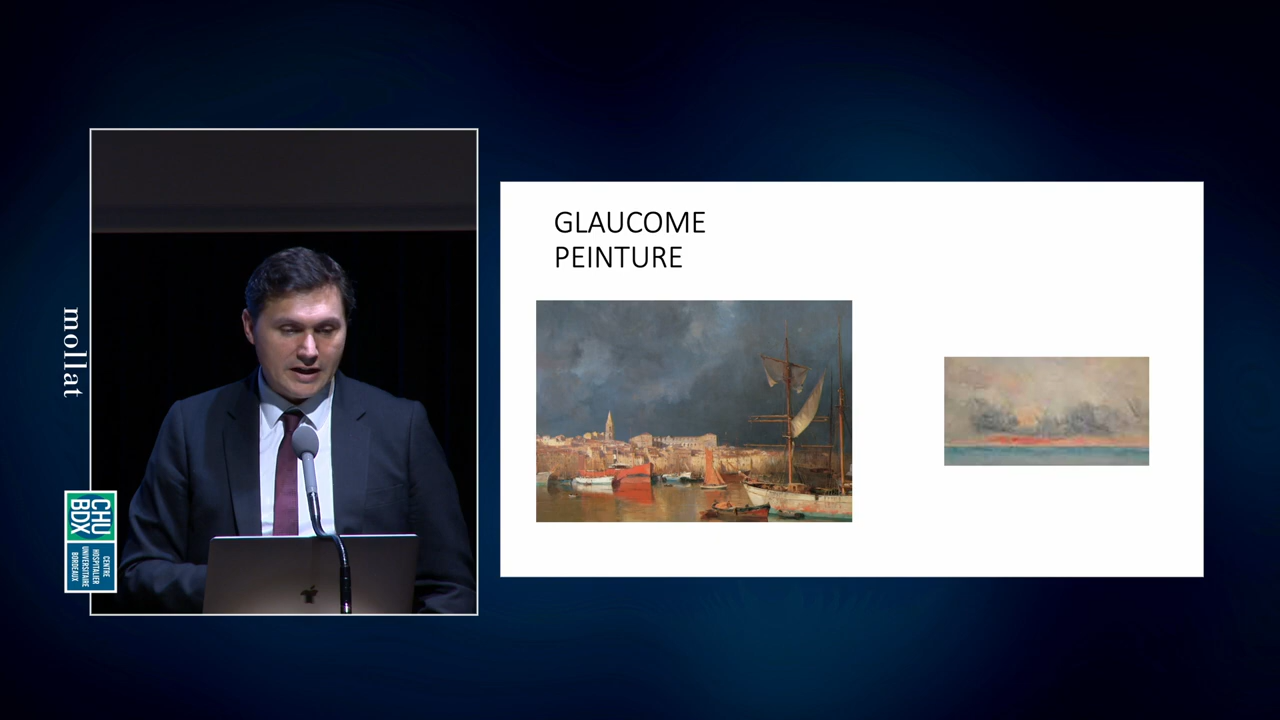 mollat
CHU
BDX
CENTRE
HOSPITALIER
UNIVERSITAIRE
BORDEAUX
GLAUCOME
PEINTURE